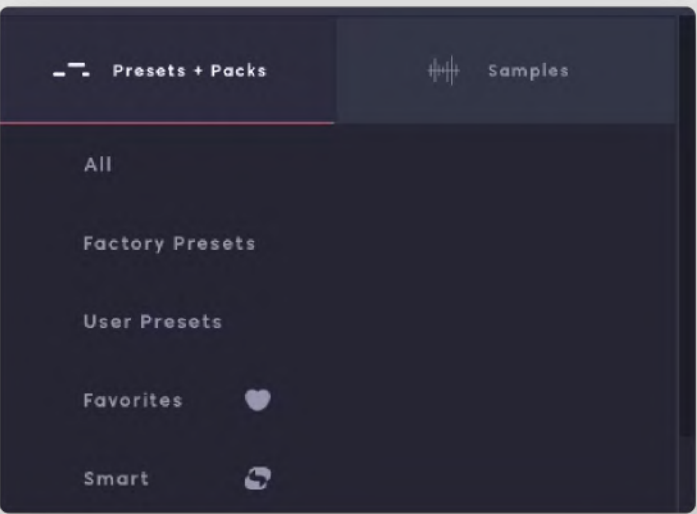 Presets + Packs
Samples
All
Factory Presets
User Presets
Favorites
Smart